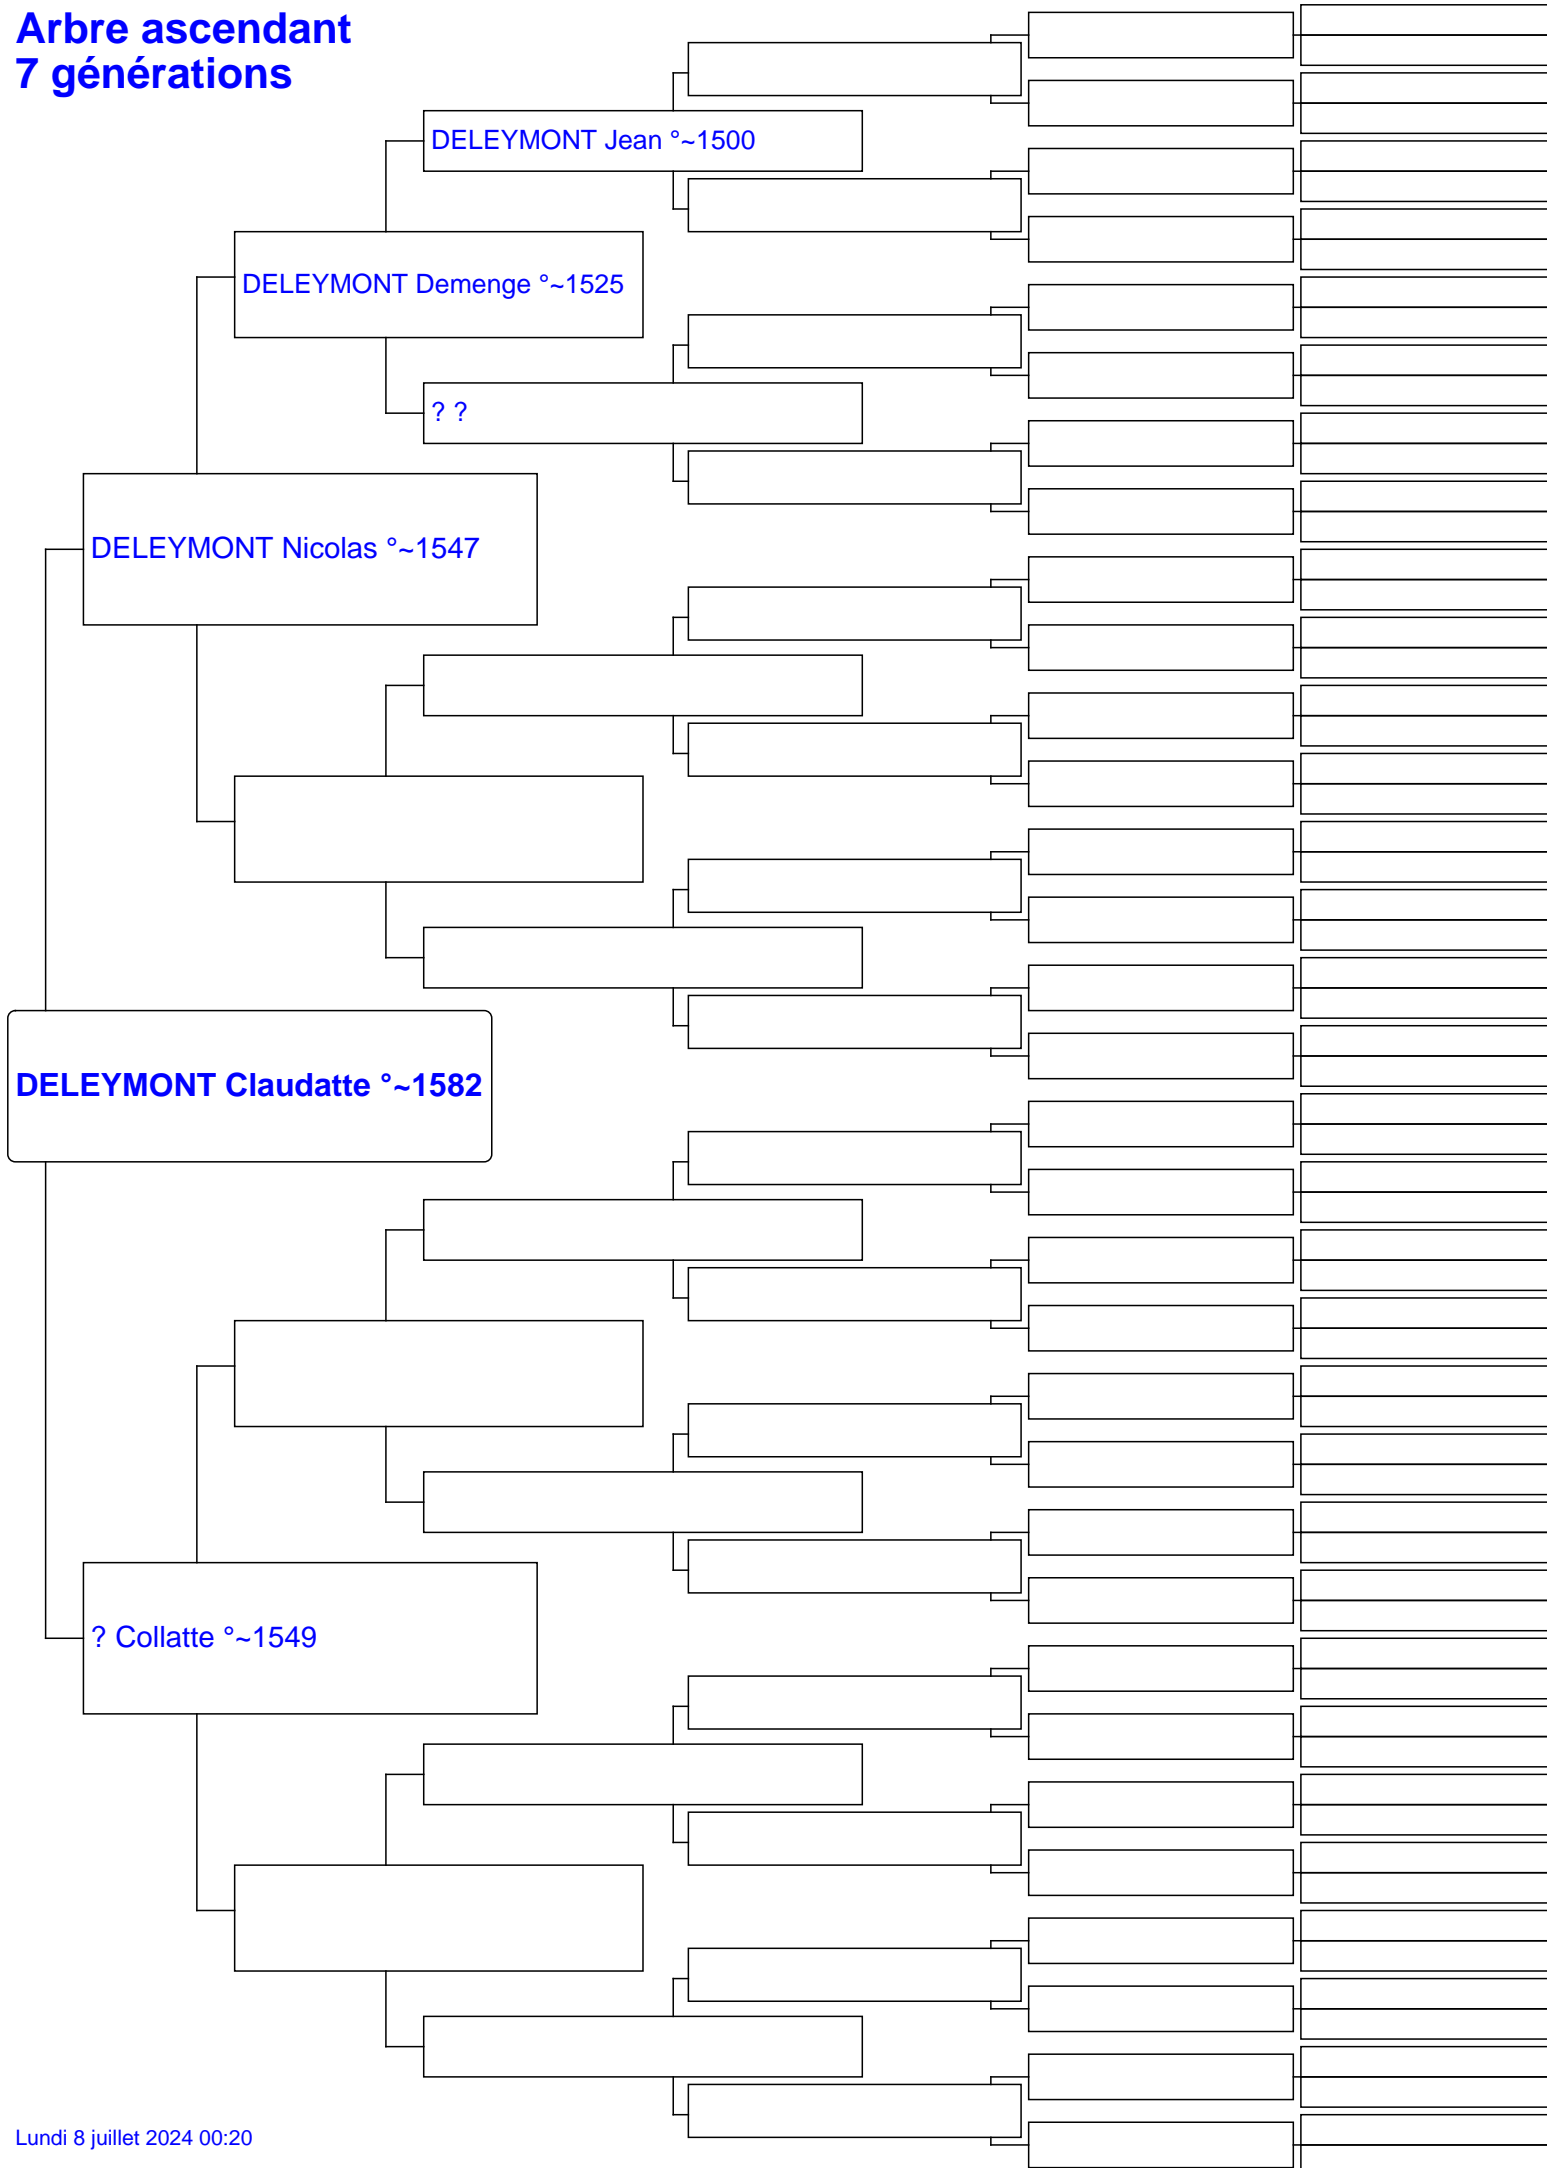 Arbre ascendant
7 générations
DELEYMONT Jean °~1500
DELEYMONT Demenge °~1525
? ?
DELEYMONT Nicolas °~1547
DELEYMONT Claudatte °~1582
? Collatte °~1549
Lundi 8 juillet 2024 00:20